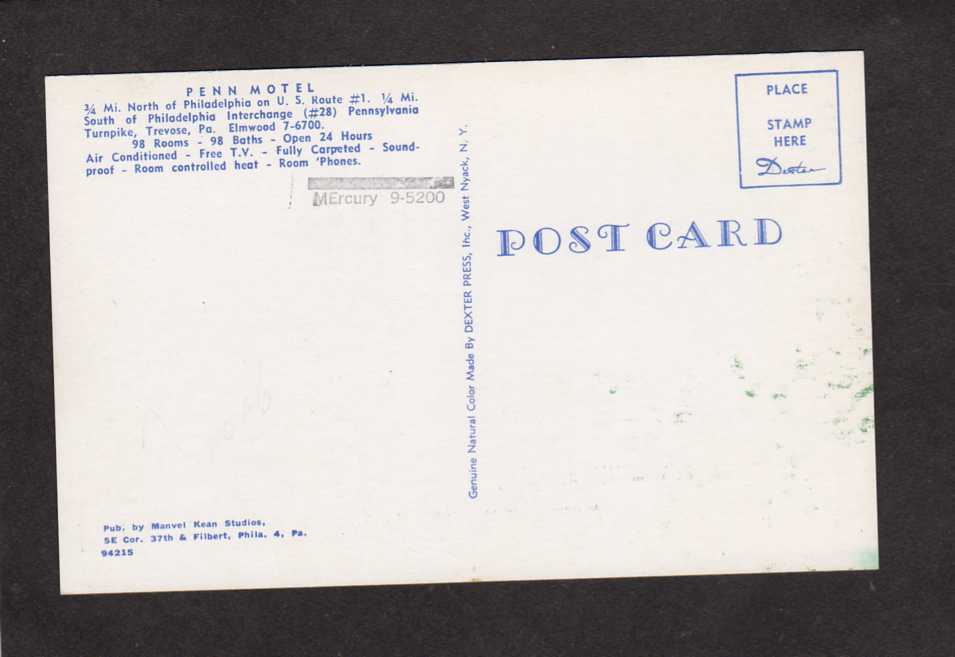 PENN MOTEL
¾ Mi. North of Philadelphia on U. S. Route #1. ¼ Mi.
South of Philadelphia Interchange (#28) Pennsylvania
Turnpike, Trevose, Pa. Elmwood 7-6700.
98 Rooms - 98 Baths - Open 24 Hours
Air Conditioned - Free T.V. - Fully Carpeted - Sound-
proof - Room controlled heat - Room 'Phones.
MErcury 9-5200
Pub. by Manvel Kean Studios,
SE Cor. 37th & Filbert, Phila. 4, Pa.
94215
Genuine Natural Color Made By DEXTER PRESS, Inc., West Nyack, N. Y.
PLACE
STAMP
HERE
Dexter
POST CARD